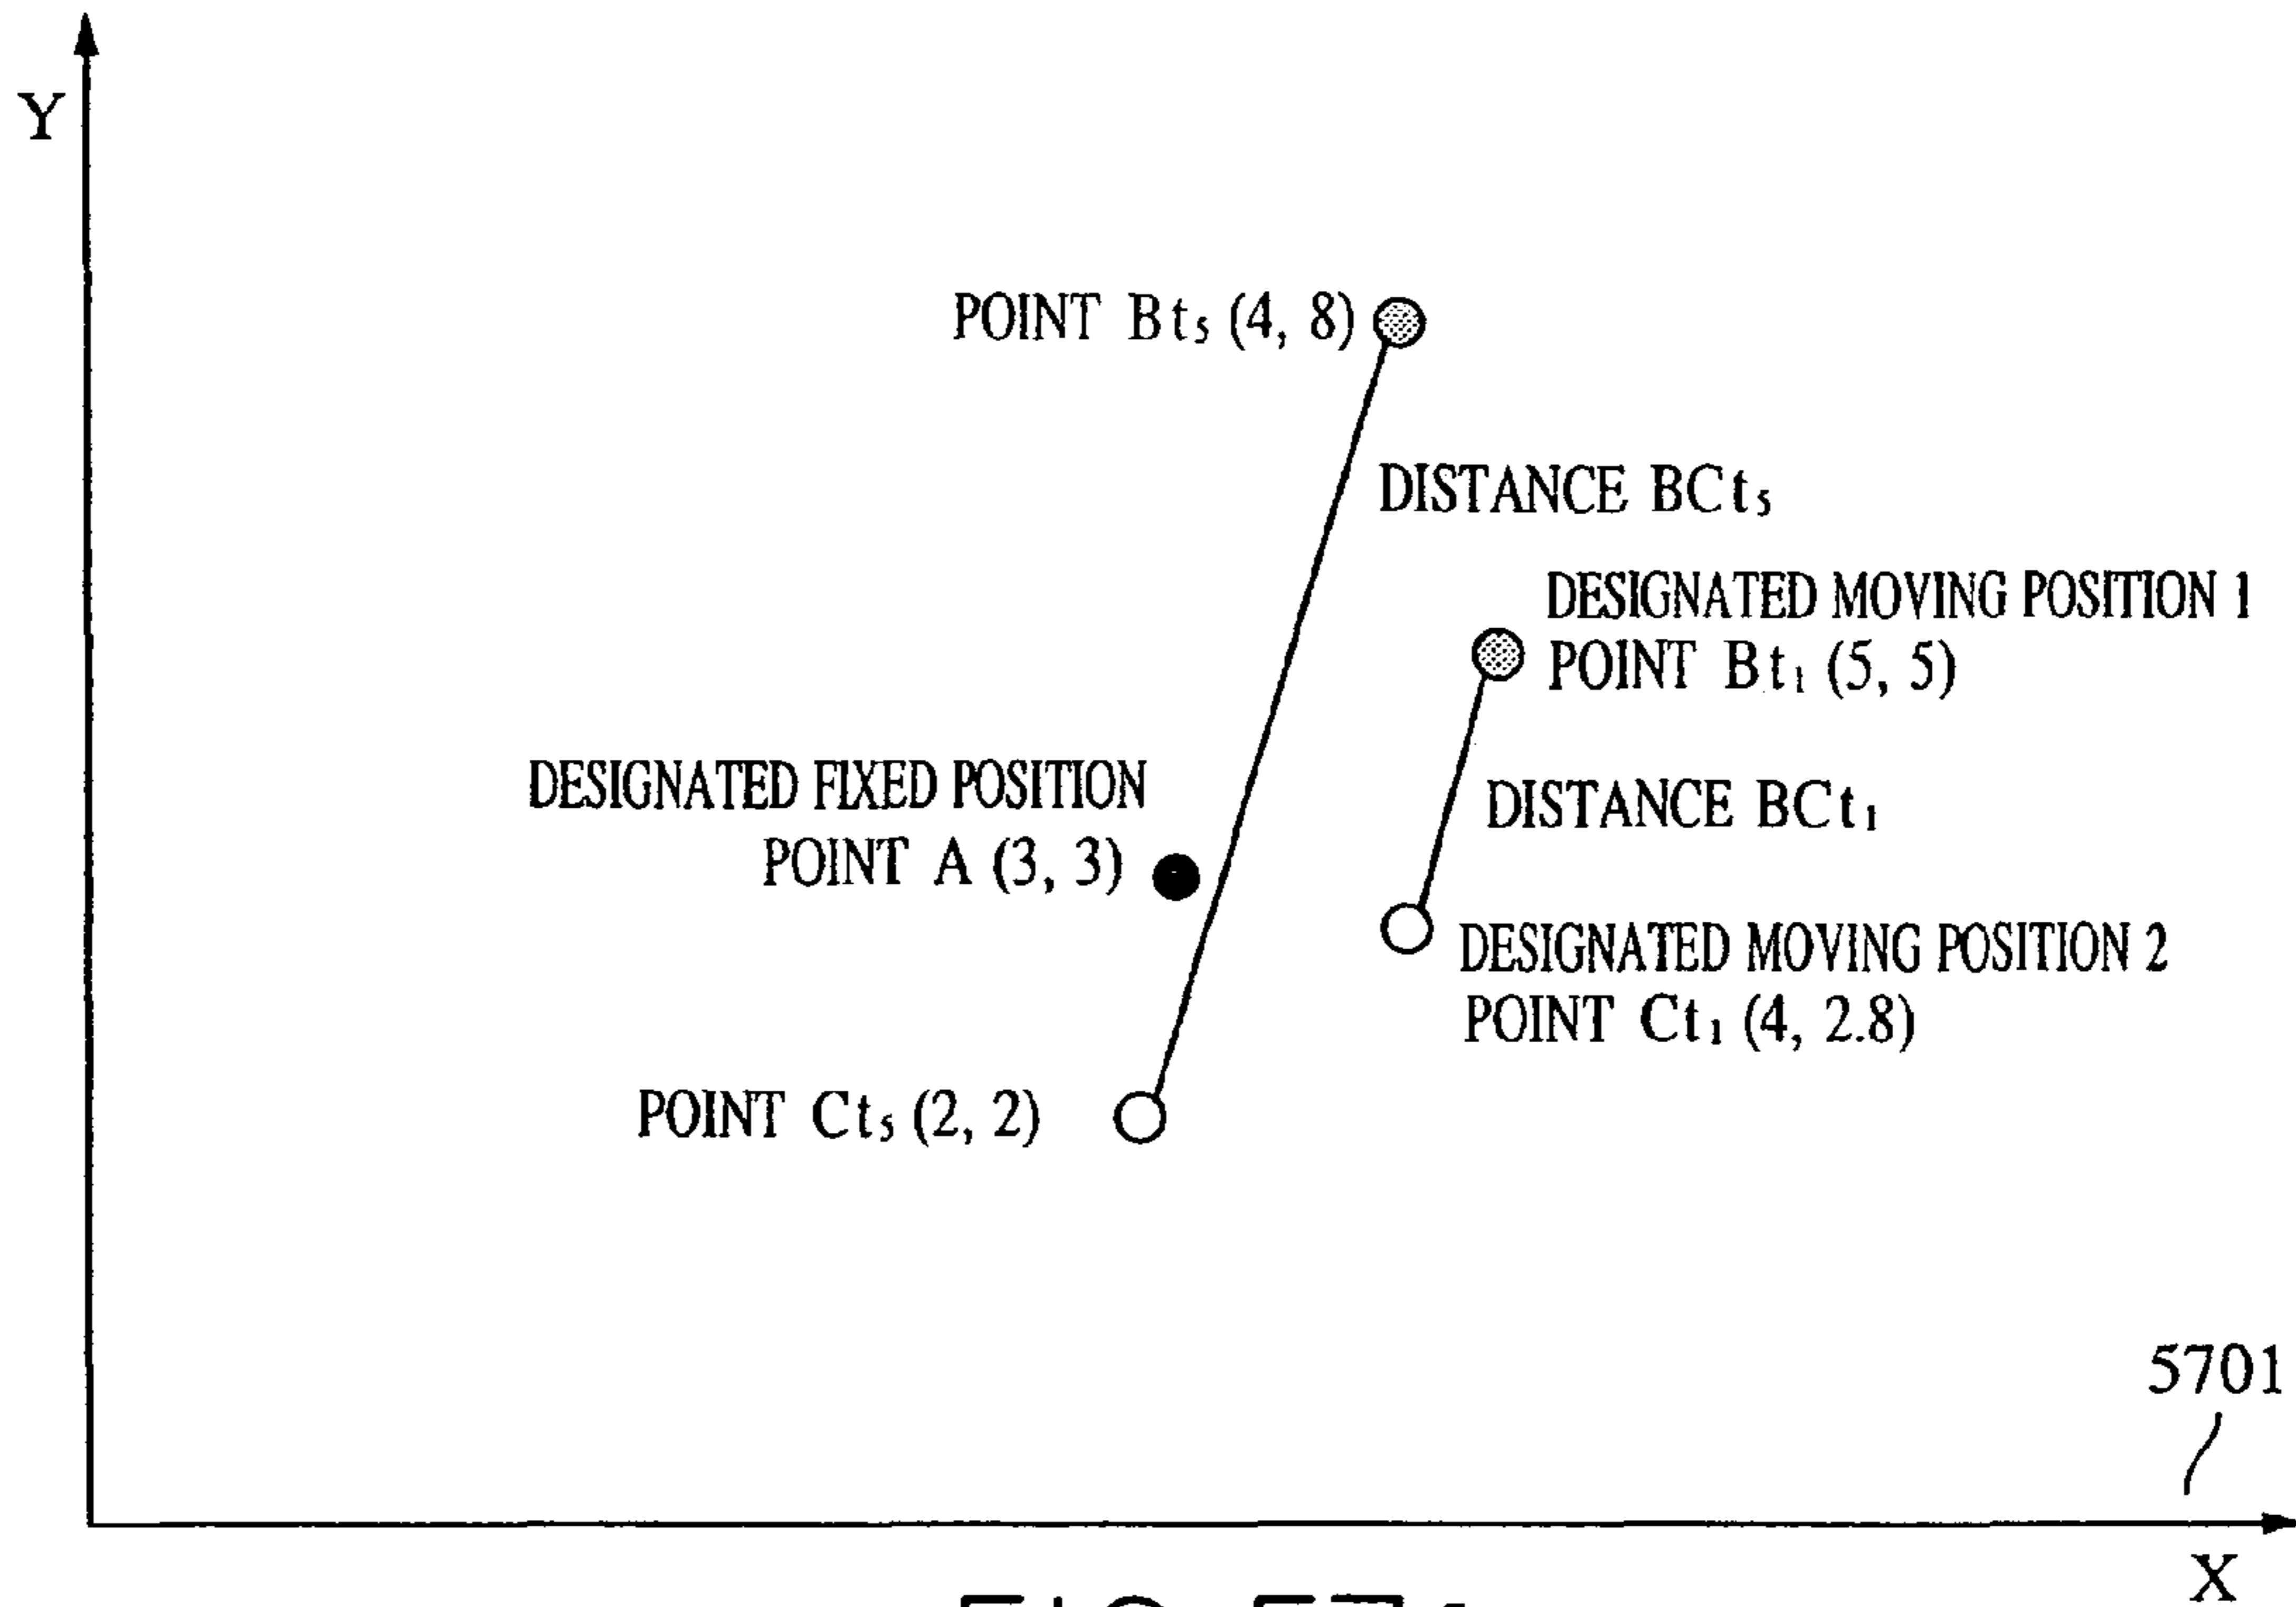 Y
POINT Bt₅ (4, 8)
DISTANCE BCt₅
DESIGNATED MOVING POSITION 1
POINT Bt₁ (5, 5)
DESIGNATED FIXED POSITION
POINT A (3, 3)
DISTANCE BCt₁
DESIGNATED MOVING POSITION 2
POINT Ct₁ (4, 2.8)
POINT Ct₅ (2, 2)
5701
X